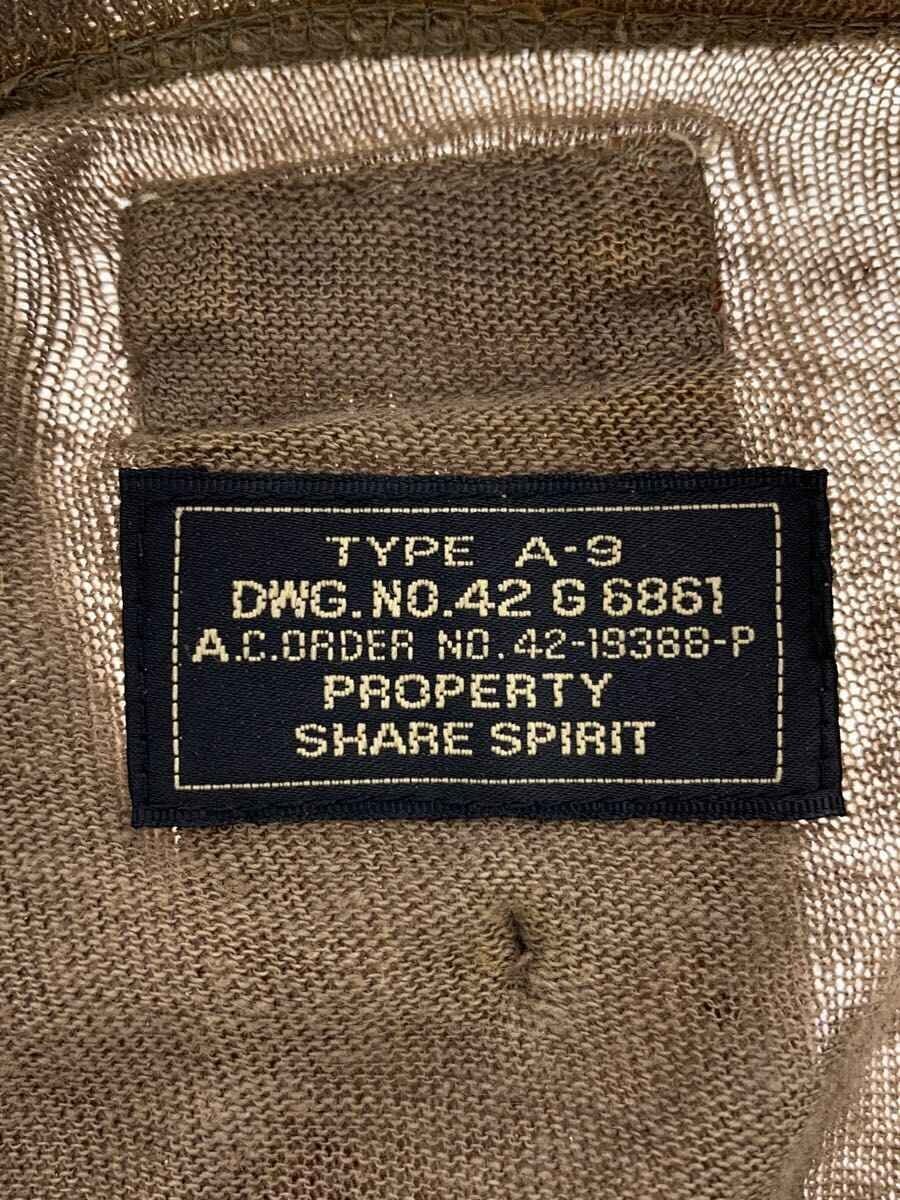 TYPE A-9
DWG.NO.42 G 6861
A.C.ORDER NO.42-19388-P
PROPERTY
SHARE SPIRIT